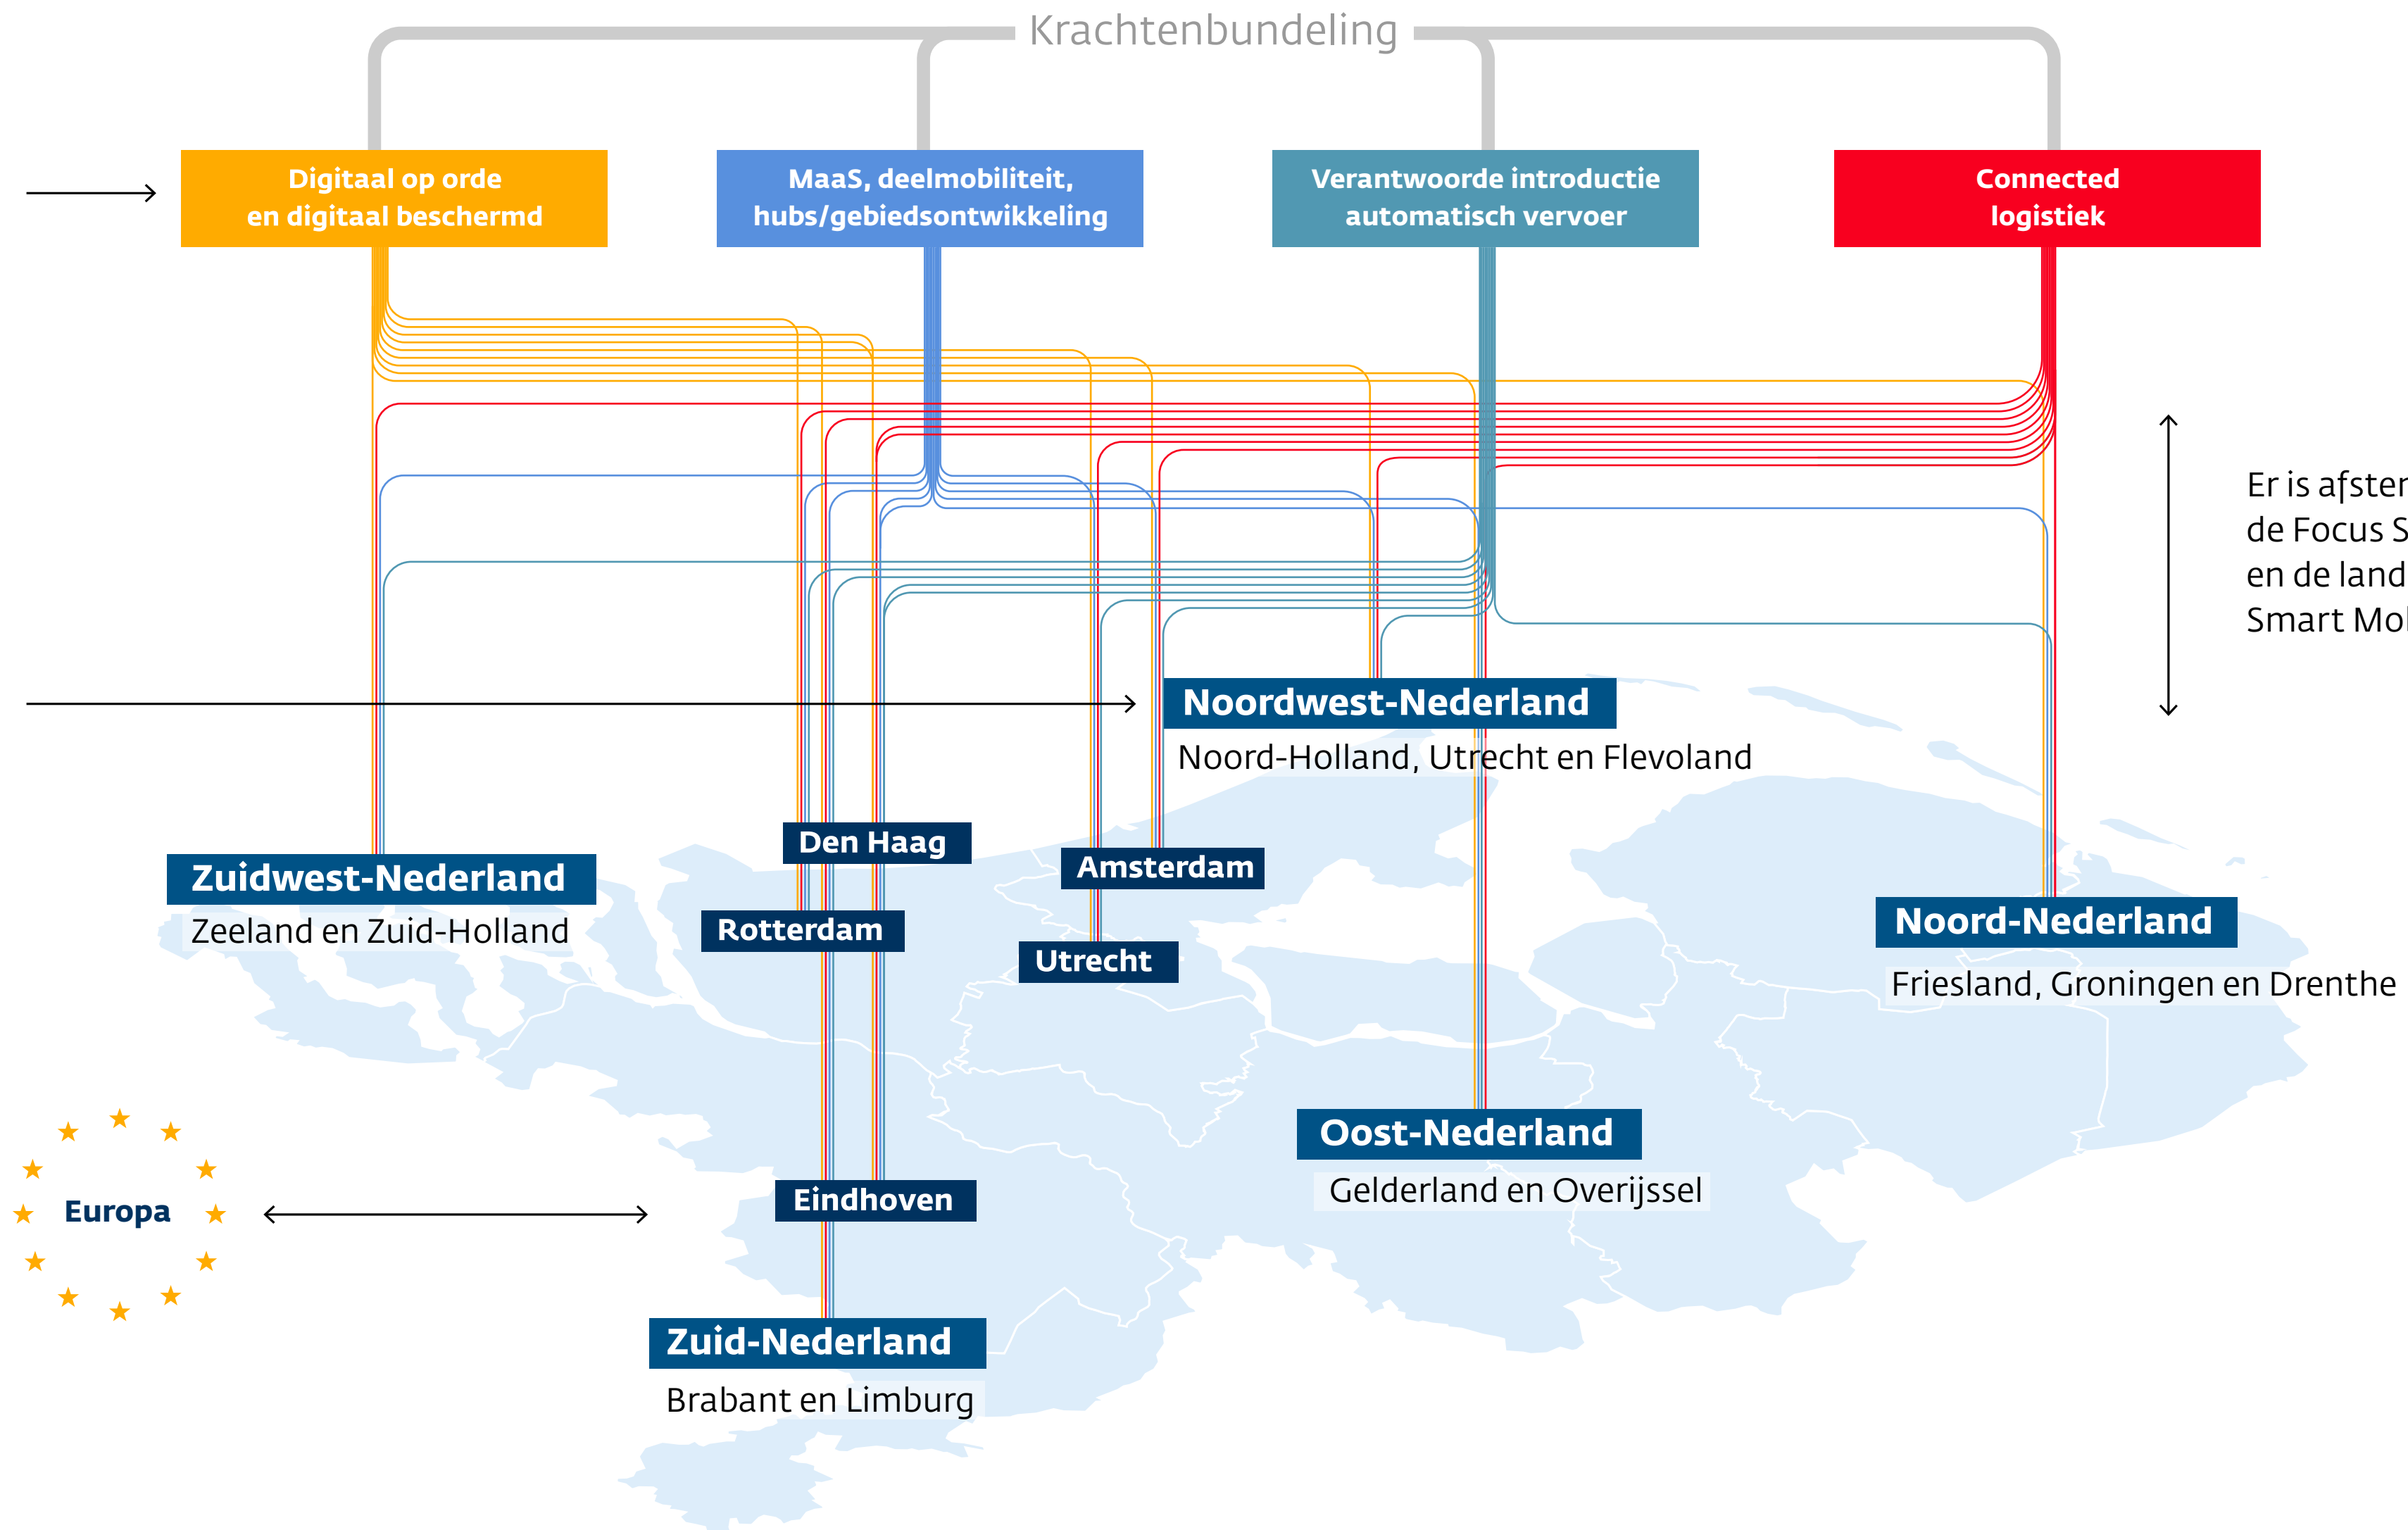 Krachtenbundeling
Digitaal op orde
en digitaal beschermd
MaaS, deelmobiliteit,
hubs/gebiedsontwikkeling
Verantwoorde introductie
automatisch vervoer
Connected
logistiek
Er is
de Focus
en de
Smart
Noordwest-Nederland
Noord-Holland, Utrecht en Flevoland
Den Haag
Amsterdam
Zuidwest-Nederland
Zeeland en Zuid-Holland
Rotterdam
Utrecht
Noord-Nederland
Friesland, Groningen en Drenthe
Oost-Nederland
Gelderland en Overijssel
Europa
Eindhoven
Zuid-Nederland
Brabant en Limburg